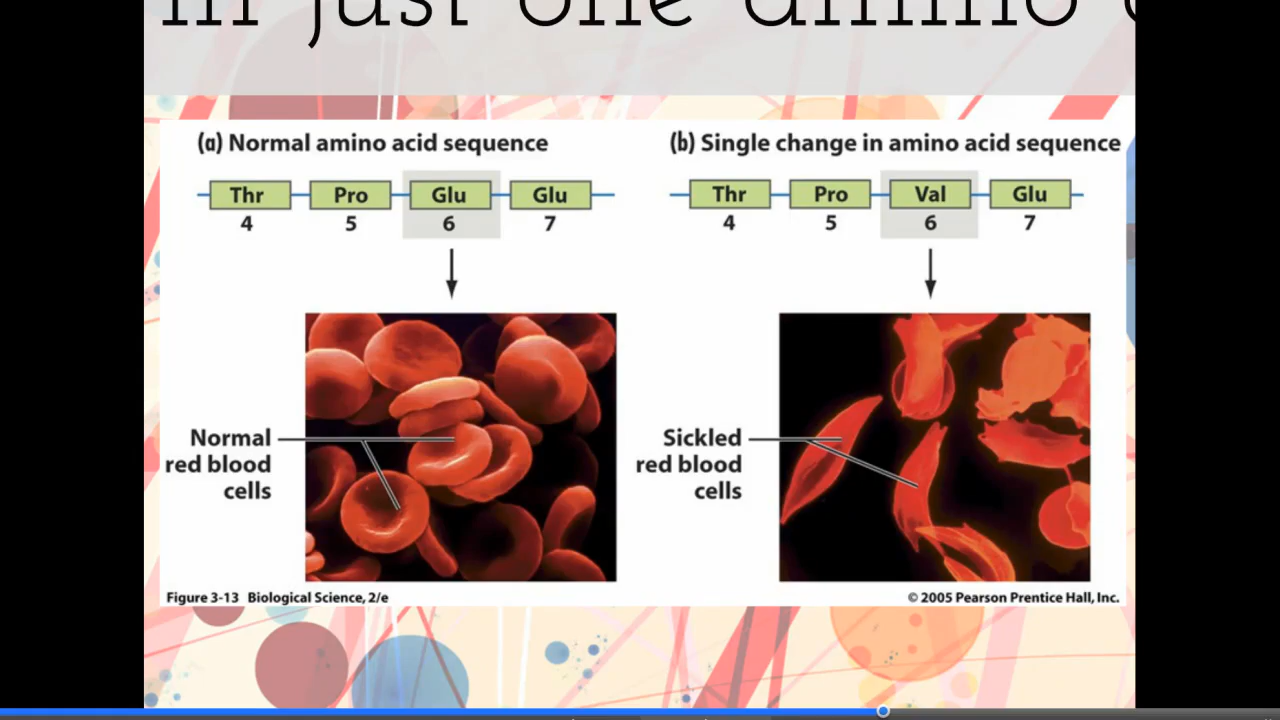 in just one amino
(a) Normal amino acid sequence
Thr Pro Glu Glu
4 5 6 7
Normal
red blood
cells
(b) Single change in amino acid sequence
Thr Pro Val Glu
4 5 6 7
Sickled
red blood
cells
Figure 3-13 Biological Science, 2/e
© 2005 Pearson Prentice Hall, Inc.